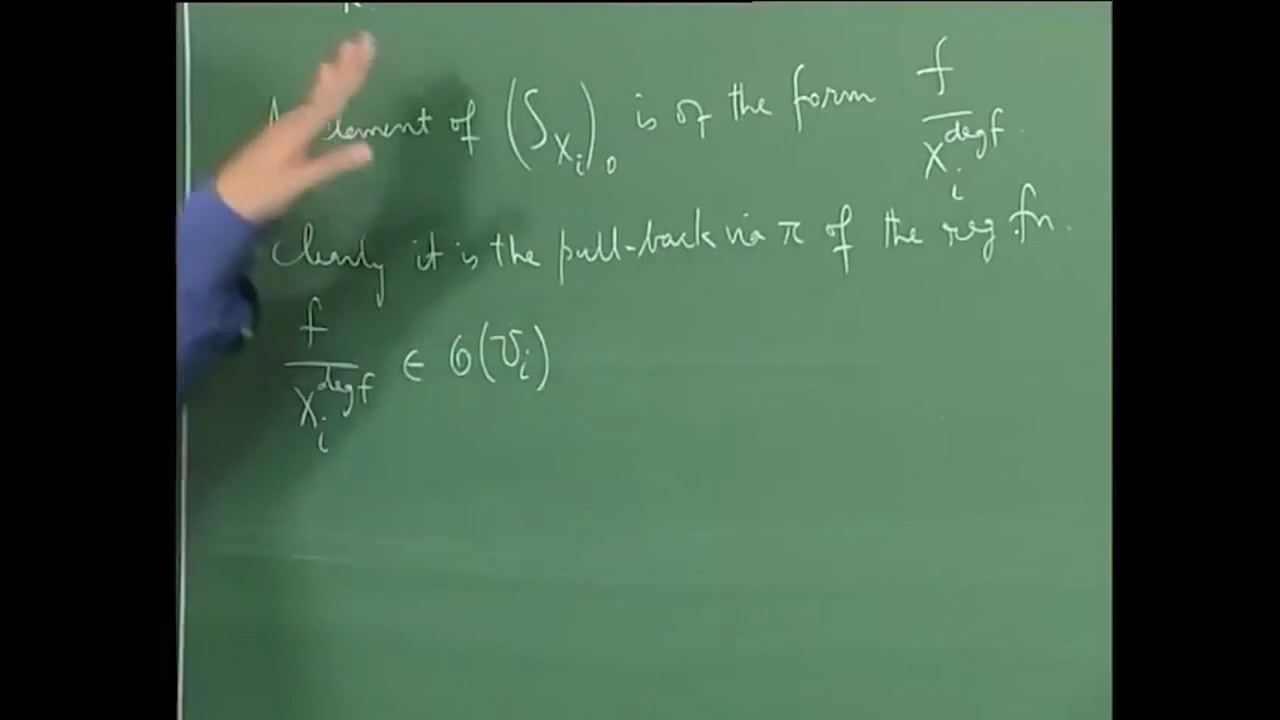 element of (S_{X_i})_0 is of the form f / X_i^{deg f}.
Clearly it is the pull-back via π of the reg. fn.
f / X_i^{deg f} ∈ O(U_i)